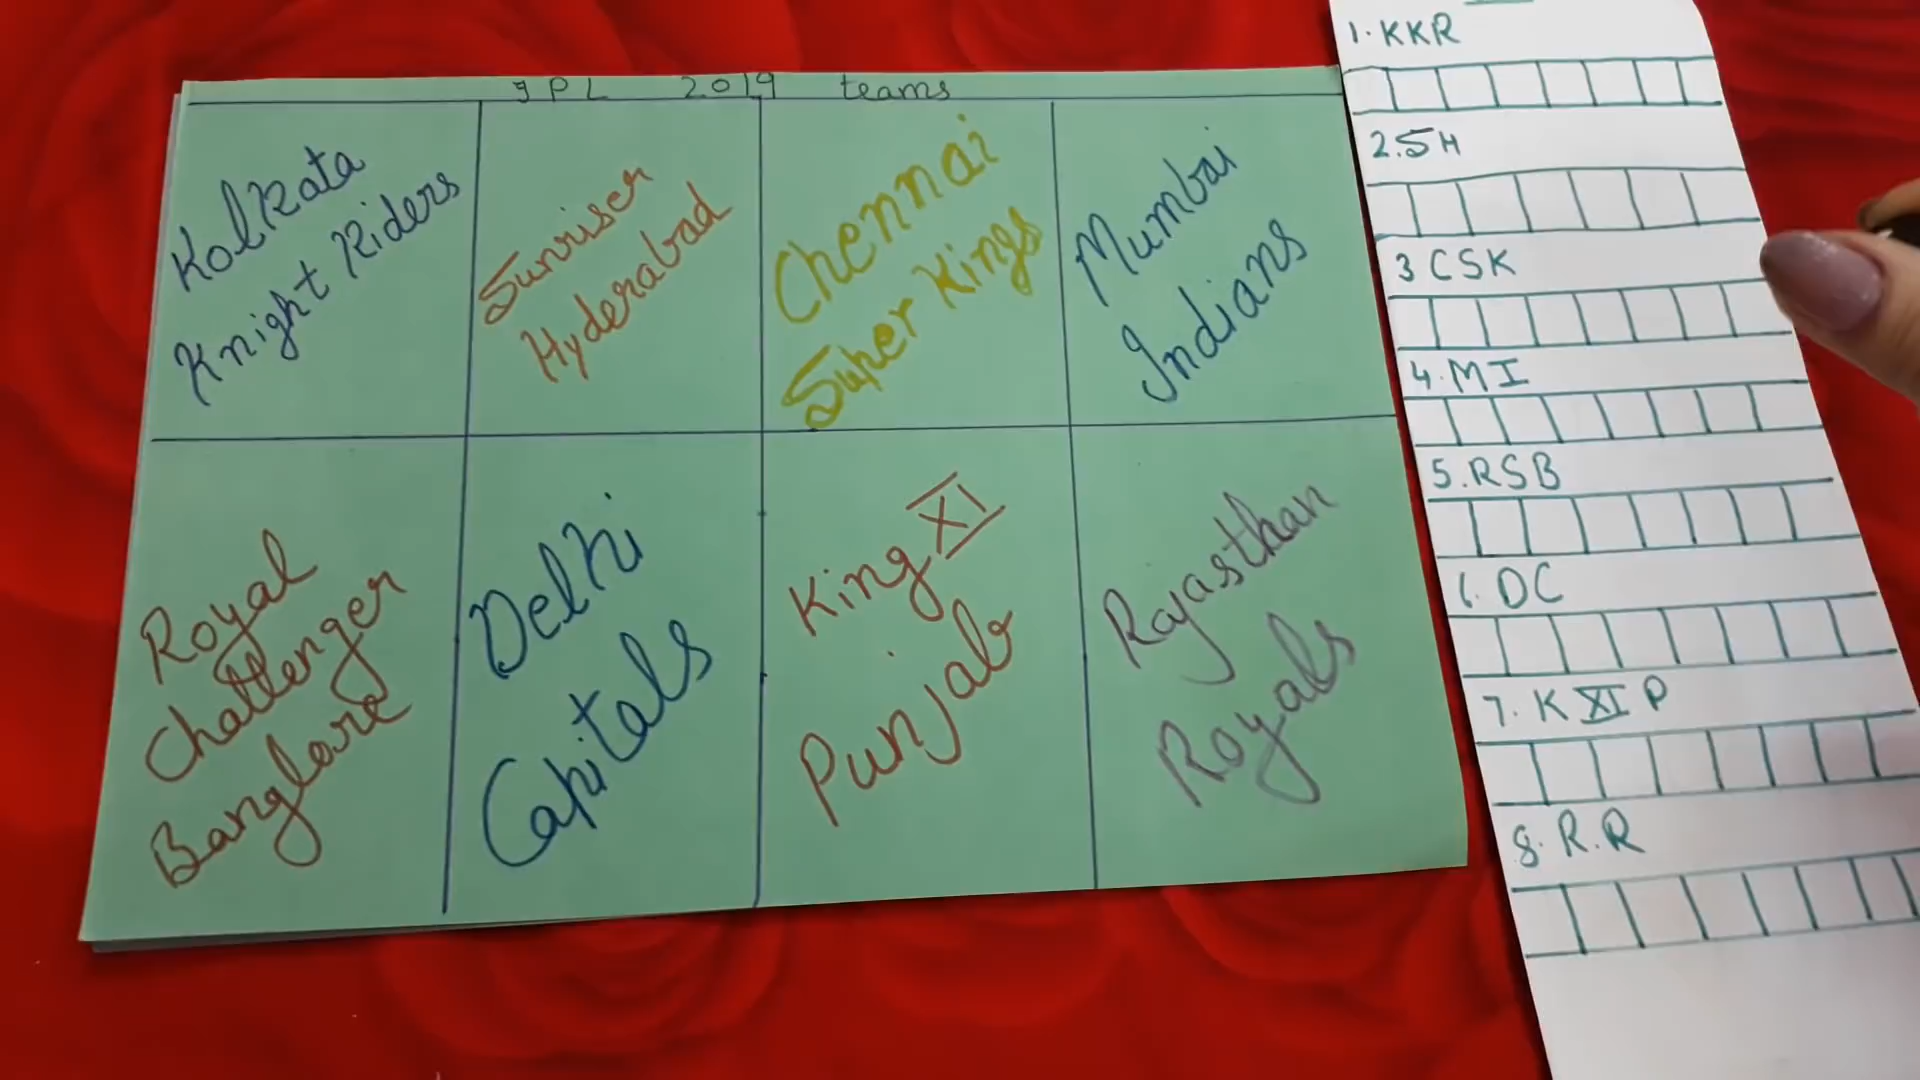 IPL 2019 teams
Kolkata
Knight Riders
Sunriser
Hyderabad
Chennai
Super Kings
Mumbai
Indians
Royal
Challenger
Banglore
Delhi
Capitals
King XI
Punjab
Rajasthan
Royals
1. KKR
2. SH
3 CSK
4. MI
5. RSB
6. DC
7. K XI P
8. R.R